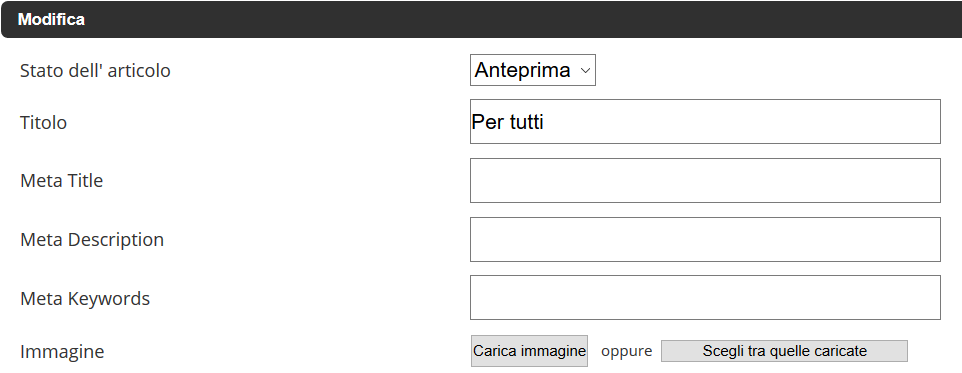 Modifica
Stato dell' articolo Anteprima
Titolo Per tutti
Meta Title
Meta Description
Meta Keywords
Immagine Carica immagine oppure Scegli tra quelle caricate